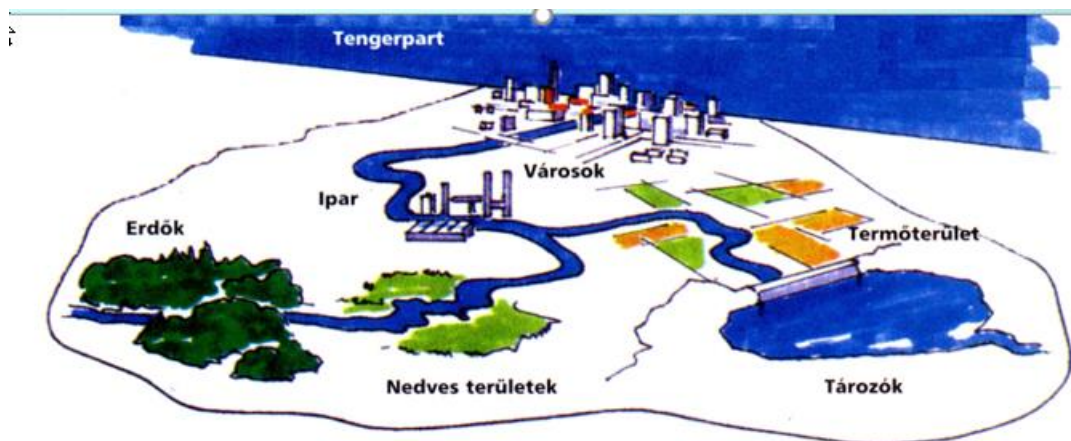 Tengerpart
Városok
Ipar
Erdők
Termőterület
Nedves területek
Tározók